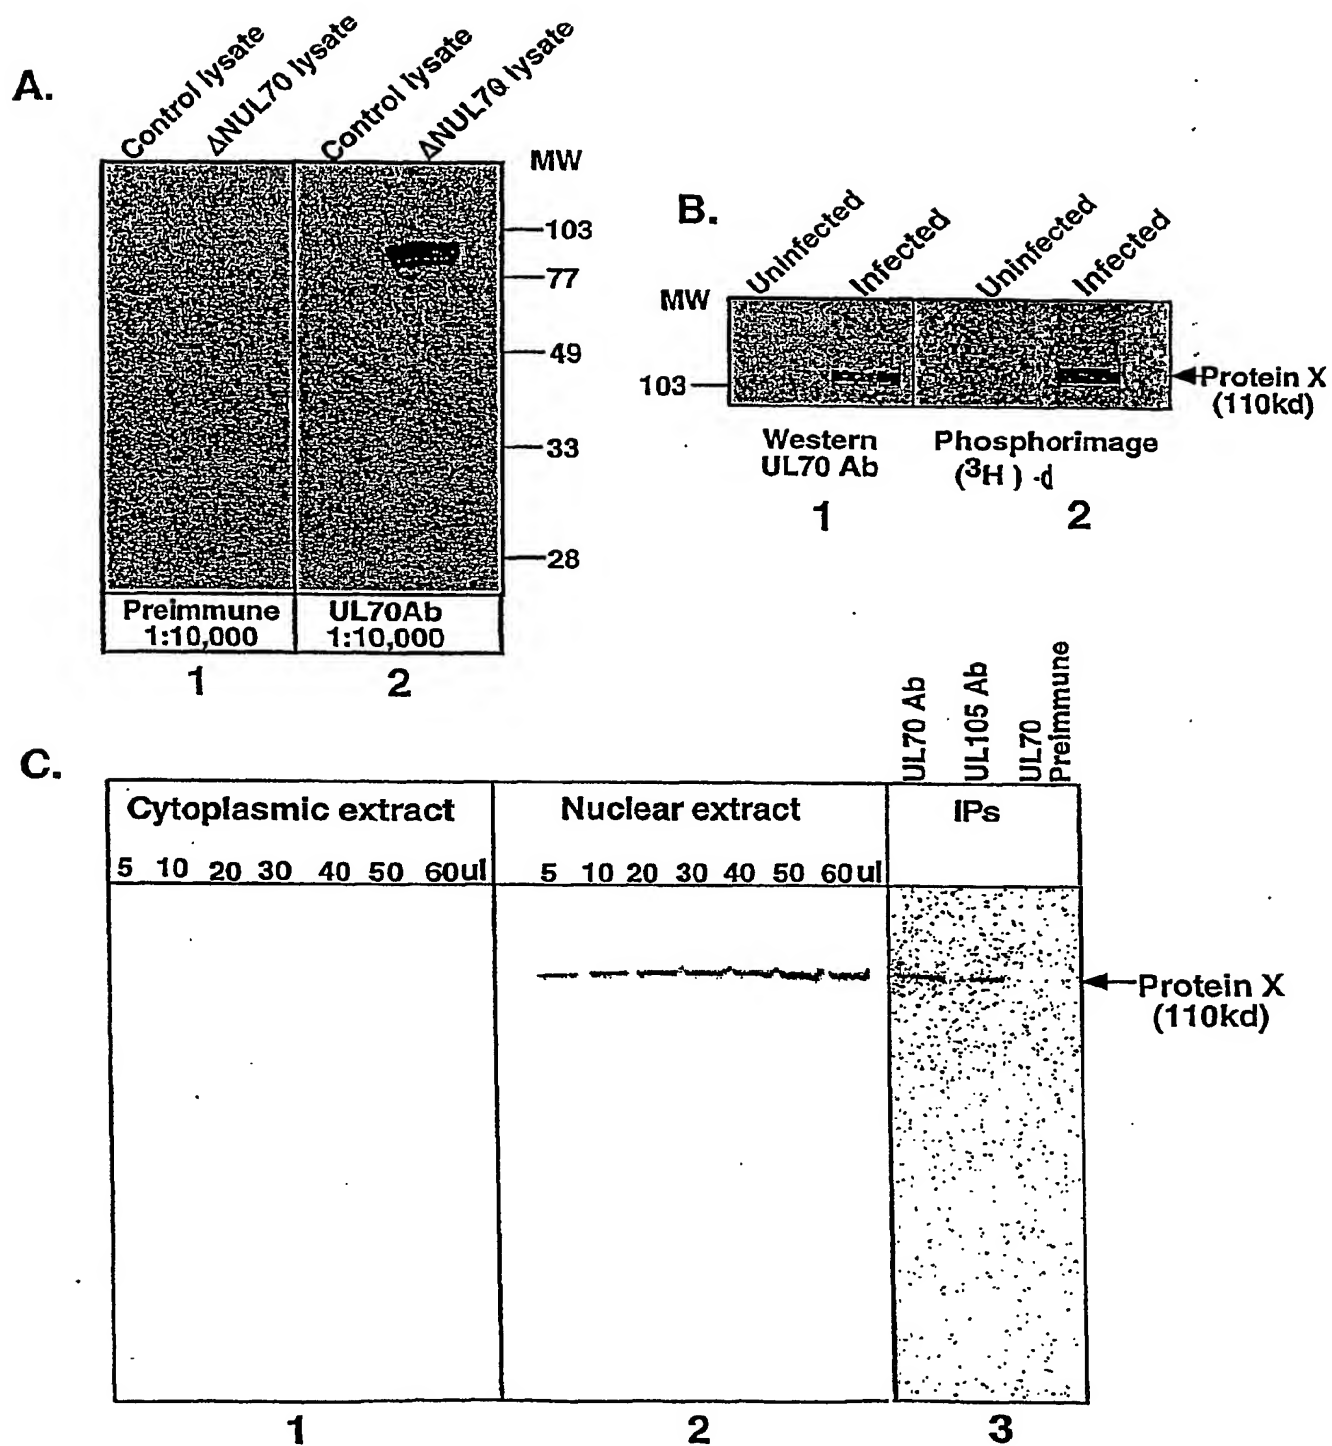 A.
Control lysate
ΔNUL70 lysate
Control lysate
ΔNUL70 lysate
MW
103
77
49
33
28
Preimmune
1:10,000
UL70Ab
1:10,000
1
2
B.
Uninfected
Infected
Uninfected
Infected
MW
103
Protein X
(110kd)
Western
UL70 Ab
Phosphorimage
(³H) -d
1
2
C.
UL70 Ab
UL105 Ab
UL70
Preimmune
Cytoplasmic extract
Nuclear extract
IPs
5 10 20 30 40 50 60ul
5 10 20 30 40 50 60ul
Protein X
(110kd)
1
2
3